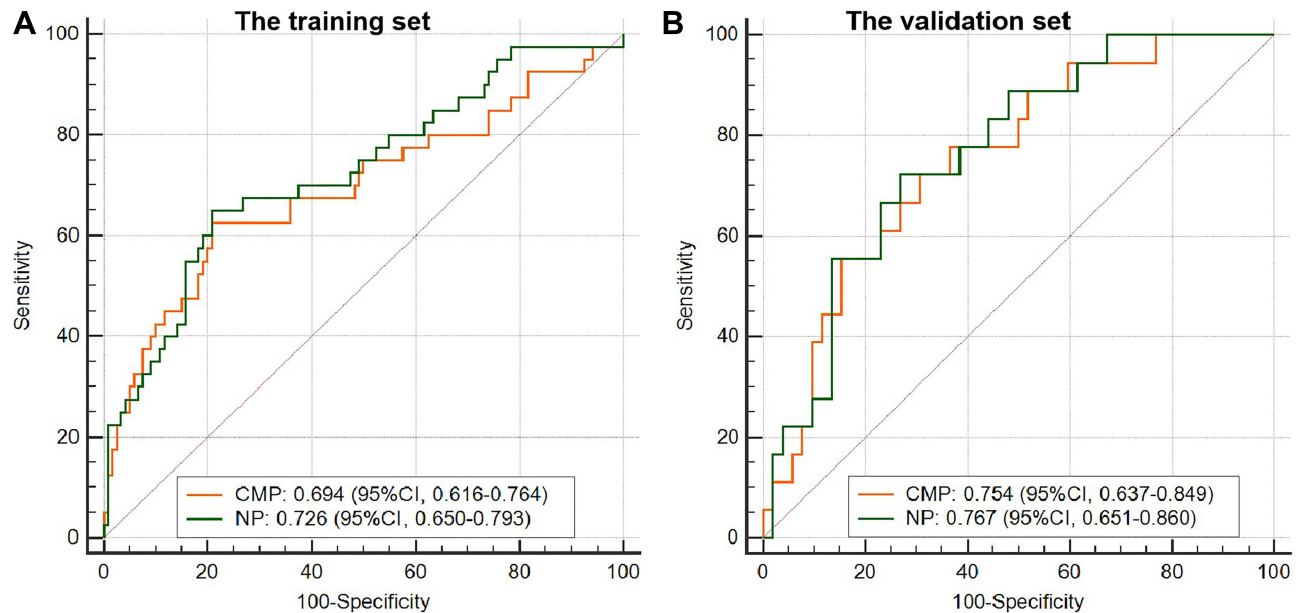 A
The training set
100
80
60
40
20
0
Sensitivity
CMP: 0.694 (95%CI, 0.616-0.764)
NP: 0.726 (95%CI, 0.650-0.793)
0 20 40 60 80 100
100-Specificity
B
The validation set
100
80
60
40
20
0
Sensitivity
CMP: 0.754 (95%CI, 0.637-0.849)
NP: 0.767 (95%CI, 0.651-0.860)
0 20 40 60 80 100
100-Specificity